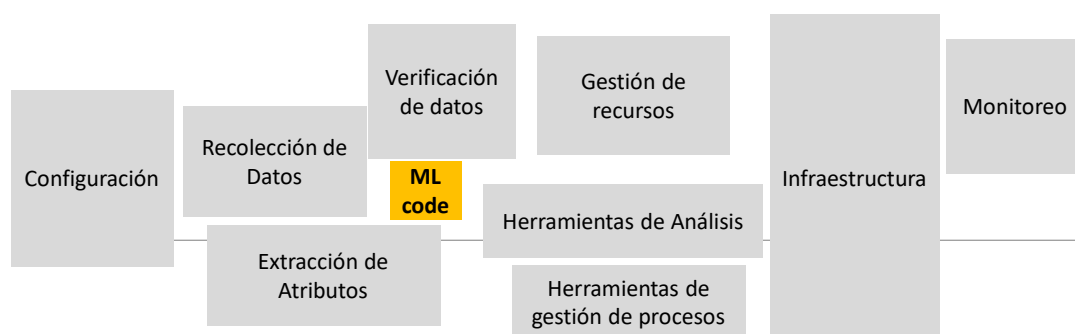 Configuración
Recolección de
Datos
Verificación
de datos
ML
code
Extracción de
Atributos
Gestión de
recursos
Herramientas de Análisis
Herramientas de
gestión de procesos
Infraestructura
Monitoreo